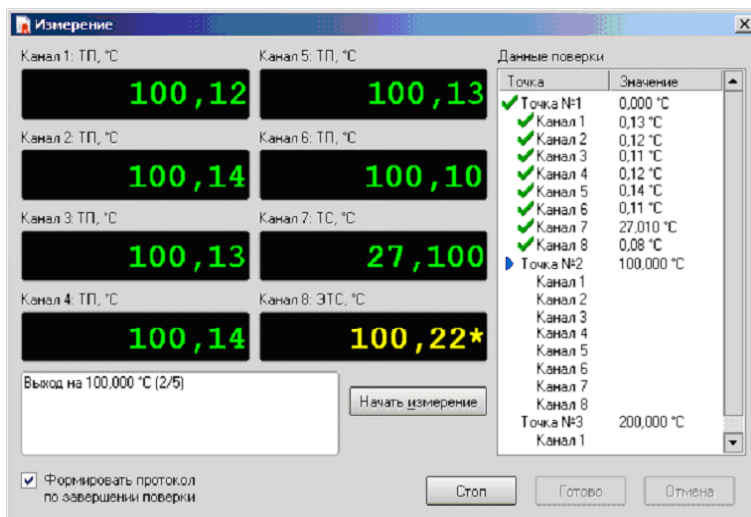 Измерение
Канал 1: ТП, °С
100,12
Канал 2: ТП, °С
100,14
Канал 3: ТП, °С
100,13
Канал 4: ТП, °С
100,14
Канал 5: ТП, °С
100,13
Канал 6: ТП, °С
100,10
Канал 7: ТС, °С
27,100
Канал 8: ЭТС, °С
100,22*
Выход на 100,000 °С (2/5)
Начать измерение
Формировать протокол
по завершении поверки
Данные поверки
Точка Значение
Точка №1 0,000 °С
Канал 1 0,13 °С
Канал 2 0,12 °С
Канал 3 0,11 °С
Канал 4 0,12 °С
Канал 5 0,14 °С
Канал 6 0,11 °С
Канал 7 27,010 °С
Канал 8 0,08 °С
Точка №2 100,000 °С
Канал 1
Канал 2
Канал 3
Канал 4
Канал 5
Канал 6
Канал 7
Канал 8
Точка №3 200,000 °С
Канал 1
Стоп
Готово
Отмена